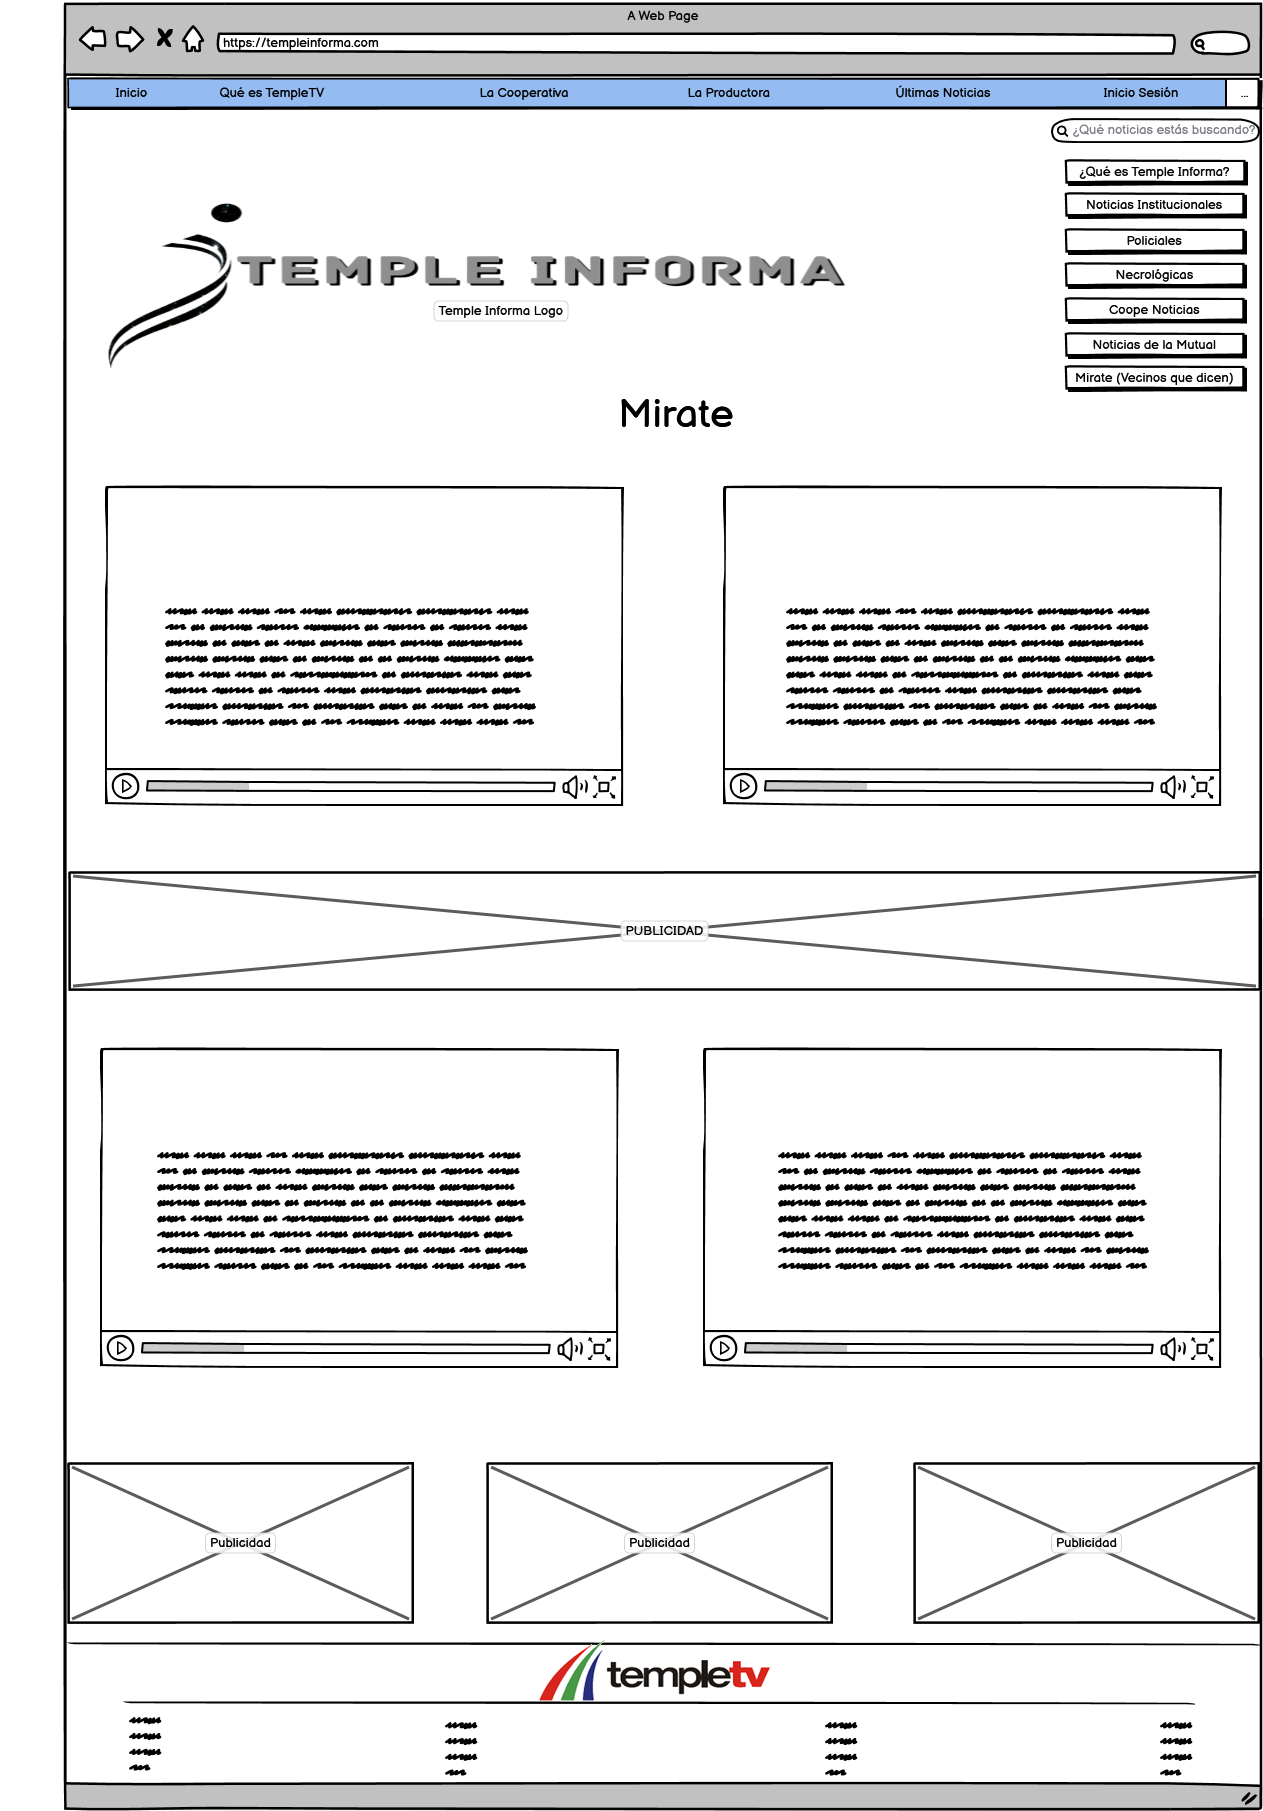 A Web Page
https://templeinforma.com
Inicio
Qué es TempleTV
La Cooperativa
La Productora
Últimas Noticias
Inicio Sesión
...
¿Qué noticias estás buscando?
¿Qué es Temple Informa?
Noticias Institucionales
Policiales
Necrológicas
Coope Noticias
Noticias de la Mutual
Mirate (Vecinos que dicen)
TEMPLE INFORMA
Temple Informa Logo
Mirate
PUBLICIDAD
Publicidad
Publicidad
Publicidad
templetv